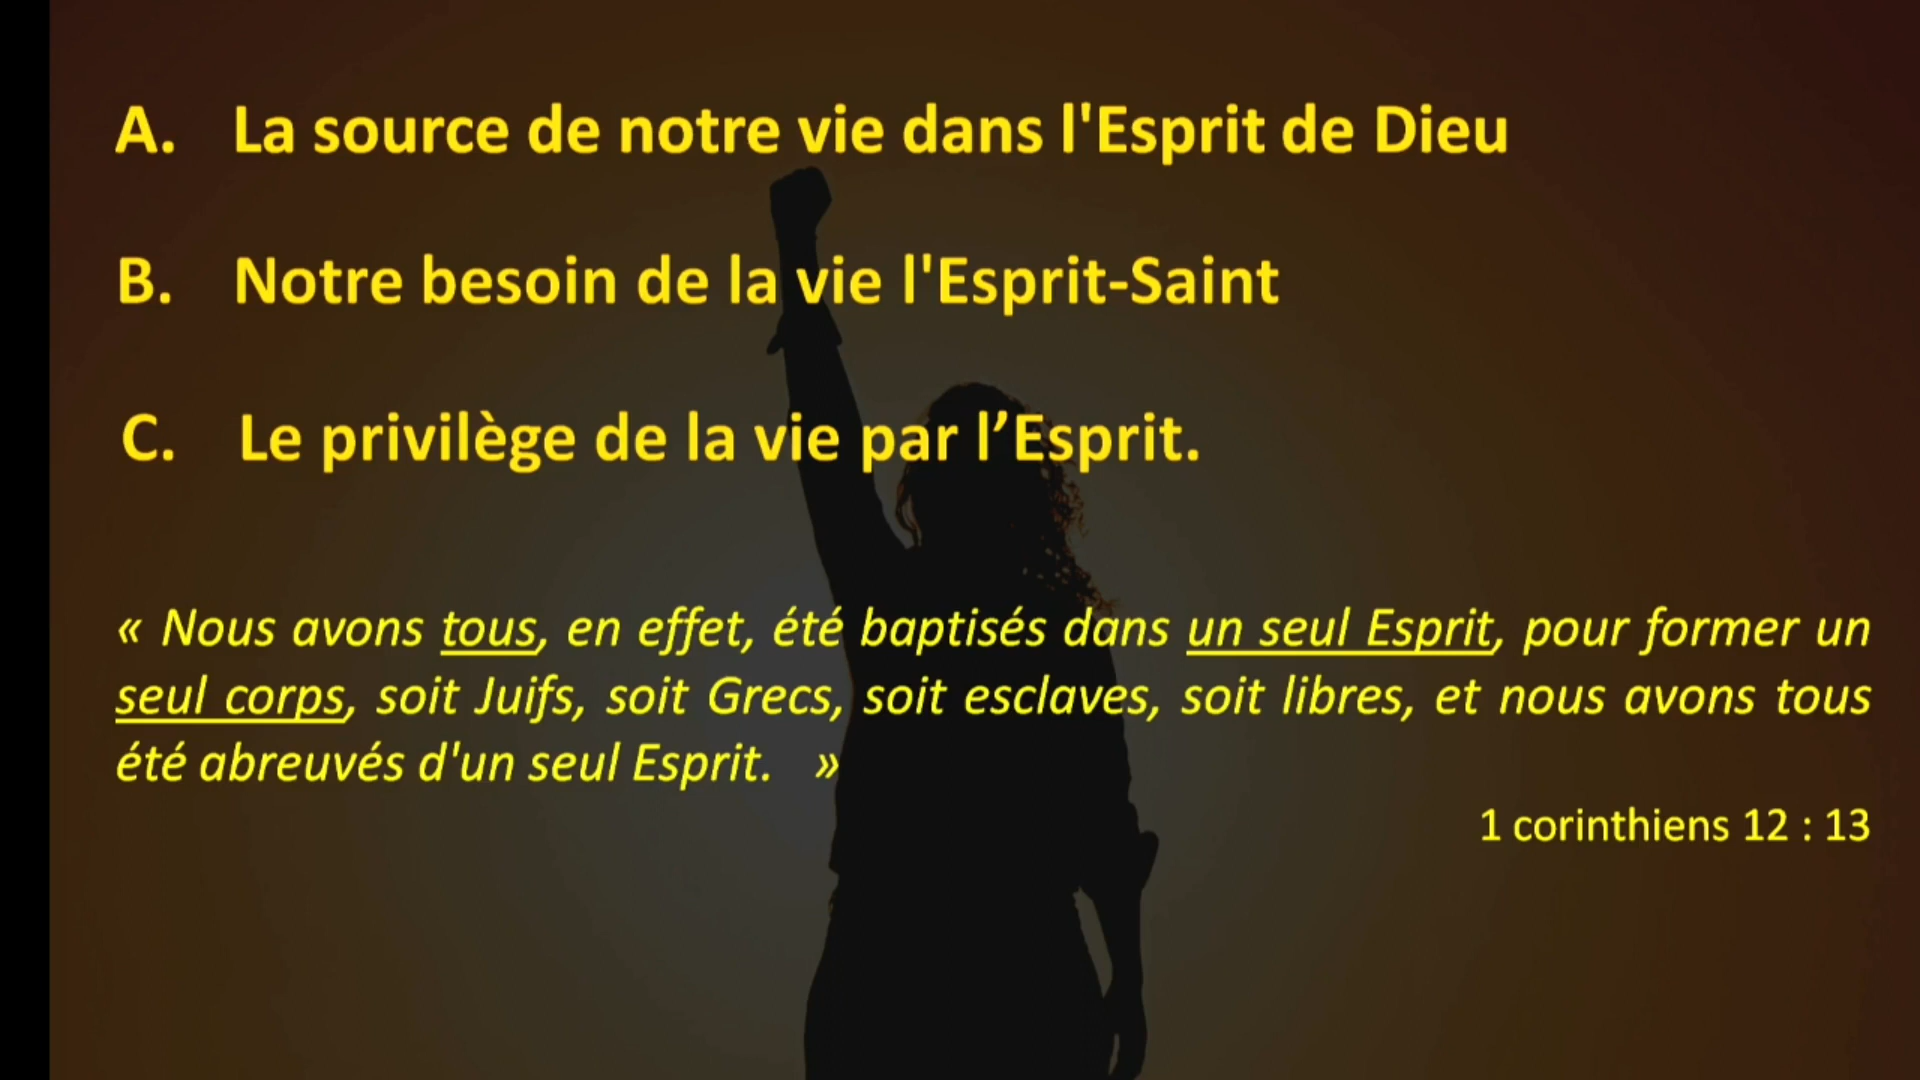 A. La source de notre vie dans l'Esprit de Dieu
B. Notre besoin de la vie l'Esprit-Saint
C. Le privilège de la vie par l’Esprit.
« Nous avons tous, en effet, été baptisés dans un seul Esprit, pour former un
seul corps, soit Juifs, soit Grecs, soit esclaves, soit libres, et nous avons tous
été abreuvés d'un seul Esprit. »
1 corinthiens 12 : 13